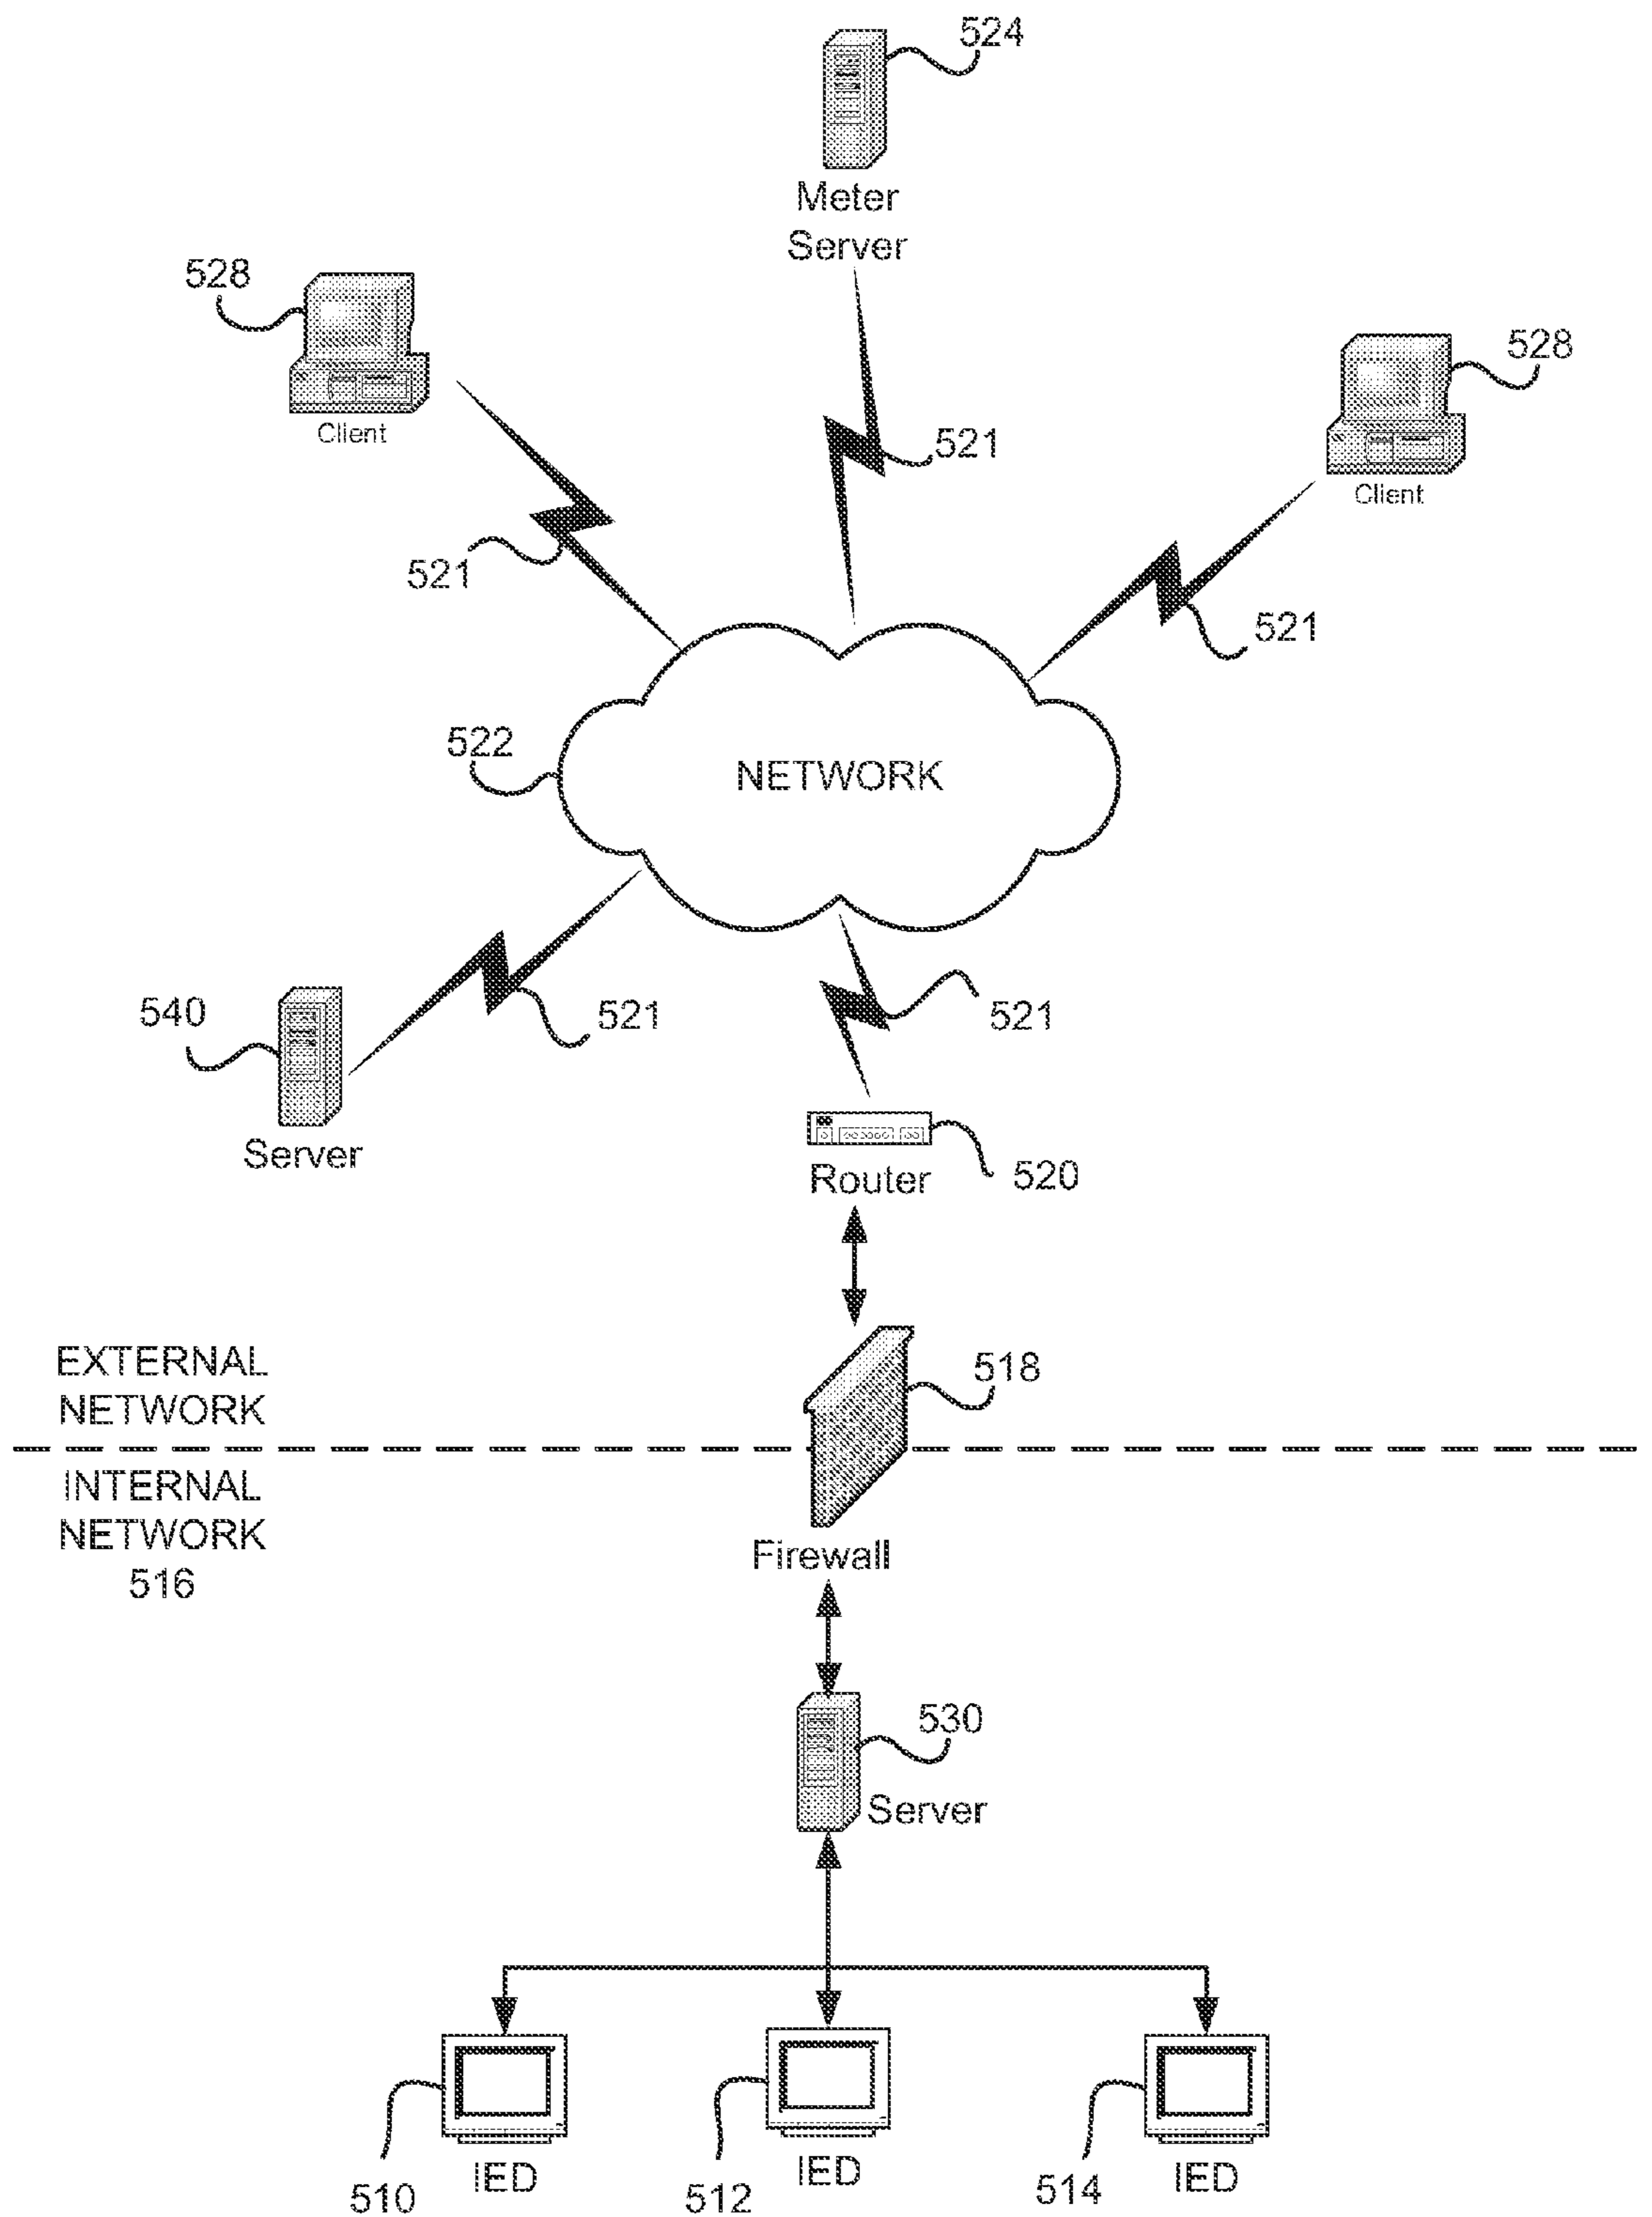 524
Meter
Server
528
Client
528
Client
521
521
521
522
NETWORK
540
Server
521
521
Router
520
EXTERNAL
NETWORK
518
INTERNAL
NETWORK
516
Firewall
530
Server
510
IED
512
IED
514
IED